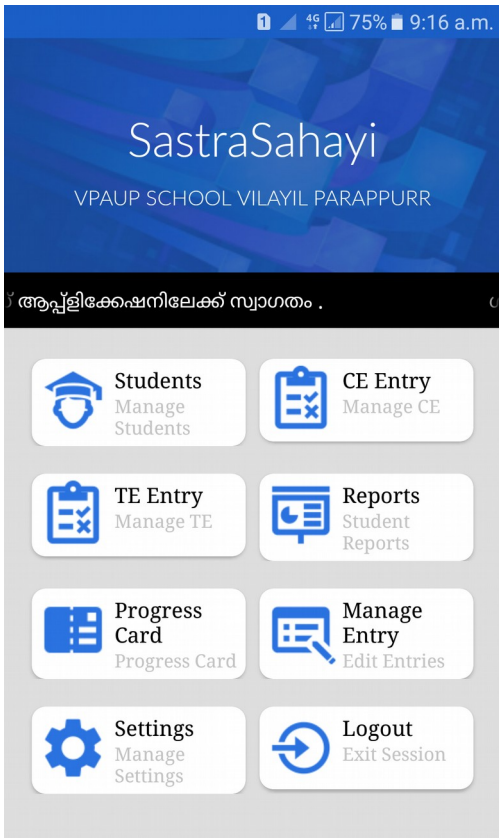 1 4G 75% 9:16 a.m.
SastraSahayi
VPAUP SCHOOL VILAYIL PARAPPURR
ആപ്ളിക്കേഷനിലേക്ക് സ്വാഗതം .
Students
Manage
Students
CE Entry
Manage CE
TE Entry
Manage TE
Reports
Student
Reports
Progress
Card
Progress Card
Manage
Entry
Edit Entries
Settings
Manage
Settings
Logout
Exit Session